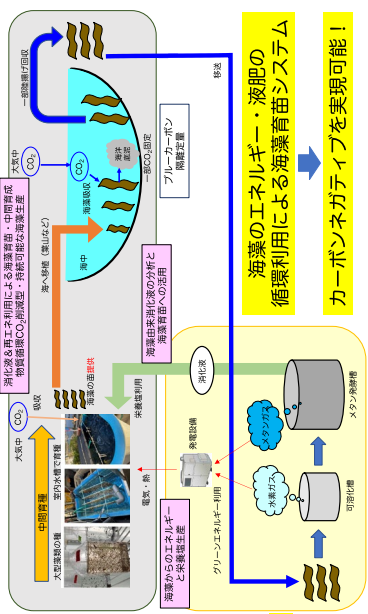 消化液＆再エネ利用による海藻育苗・中間育成
物質循環CO2削減型・持続可能な海藻生産
大気中
CO2
吸収
中間育種
大型藻類の種
室内水槽で育種
海藻の苗提供
海へ移植（葉山など）
大気中
CO2
一部陸揚げ回収
CO2
海藻吸収
海中
海洋
底泥
一部CO2固定
ブルーカーボン
隔離定量
移送
海藻由来消化液の分析と
海藻育苗への活用
栄養塩利用
電気・熱
海藻からのエネルギー
と栄養塩生産
発電設備
消化液
グリーンエネルギー利用
水素ガス
メタンガス
可溶化槽
メタン発酵槽
海藻のエネルギー・液肥の
循環利用による海藻育苗システム
カーボンネガティブを実現可能！